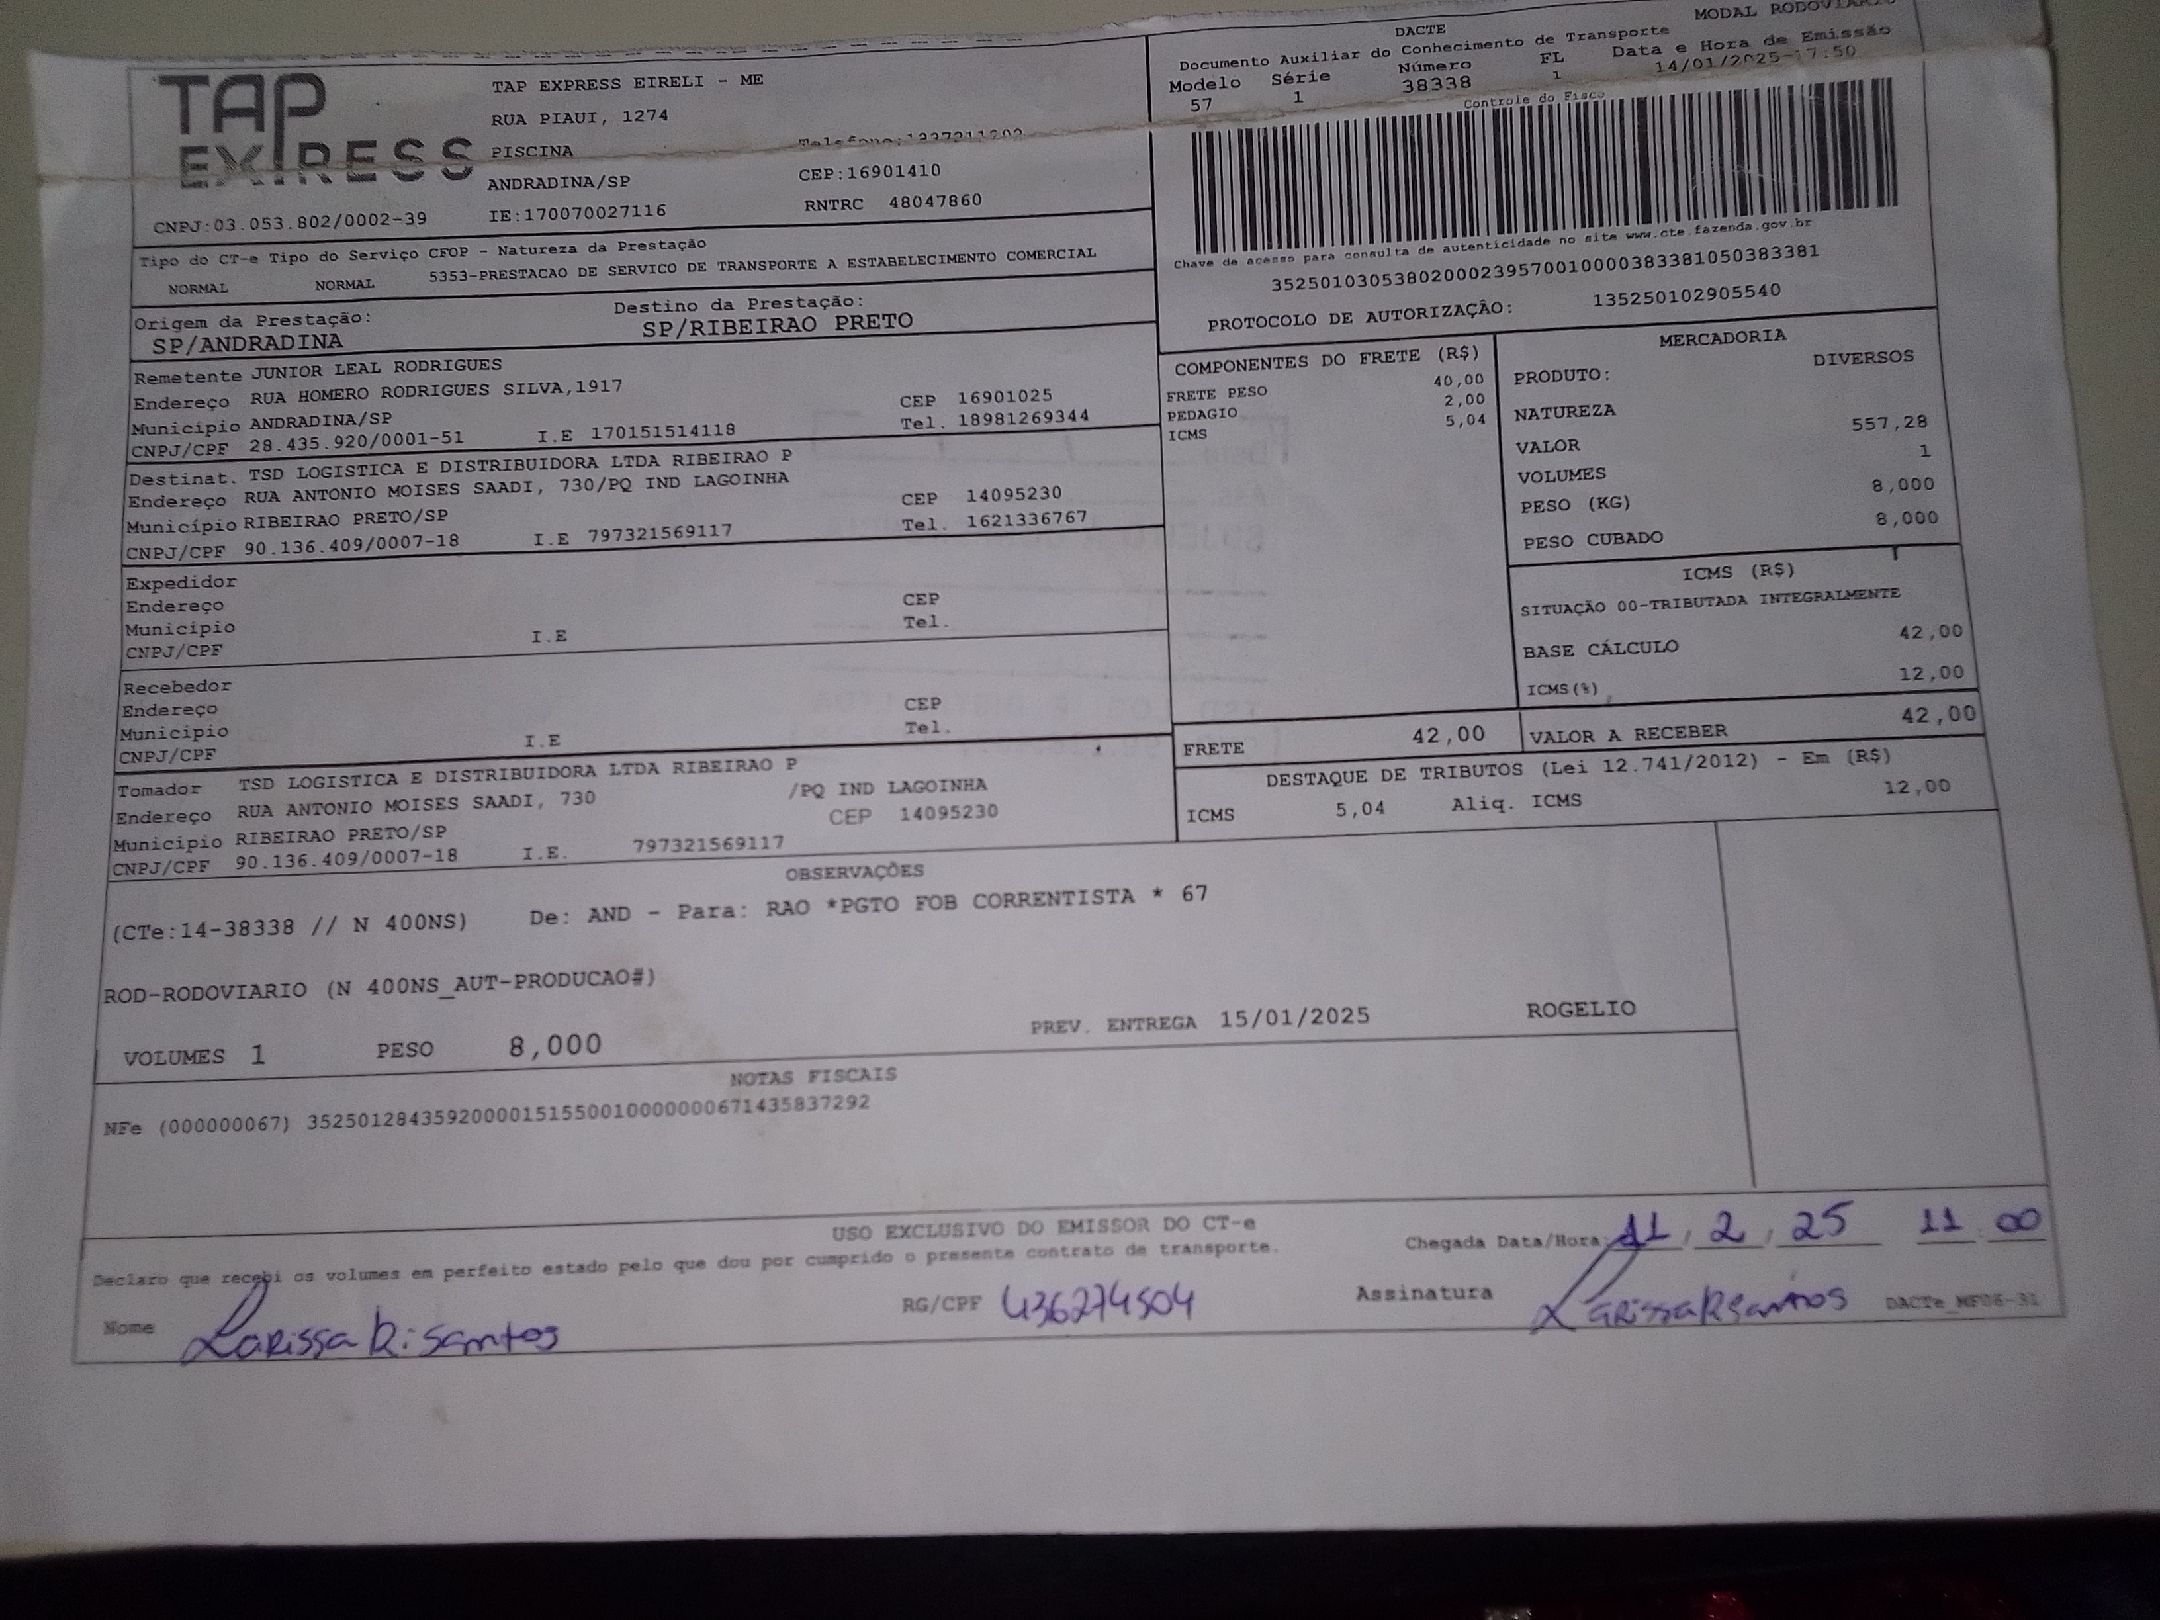 TAP EXPRESS
TAP EXPRESS EIRELI - ME
RUA PIAUI, 1274
PISCINA
ANDRADINA/SP CEP:16901410
CNPJ:03.053.802/0002-39 IE:170070027116 RNTRC 48047860
MODAL RODOVIARIO
DACTE
Documento Auxiliar do Conhecimento de Transporte
Modelo Série Número FL Data e Hora de Emissão
57 1 38338 1 14/01/2025-17:50
Controle do Fisco
Chave de acesso para consulta de autenticidade no site www.cte.fazenda.gov.br
35250103053802000239570010000383381050383381
PROTOCOLO DE AUTORIZAÇÃO: 135250102905540
Tipo do CT-e Tipo do Serviço CFOP - Natureza da Prestação
NORMAL NORMAL 5353-PRESTACAO DE SERVICO DE TRANSPORTE A ESTABELECIMENTO COMERCIAL
Origem da Prestação: Destino da Prestação:
SP/ANDRADINA SP/RIBEIRAO PRETO
Remetente JUNIOR LEAL RODRIGUES
Endereço RUA HOMERO RODRIGUES SILVA,1917 CEP 16901025
Município ANDRADINA/SP Tel. 18981269344
CNPJ/CPF 28.435.920/0001-51 I.E 170151514118
Destinat. TSD LOGISTICA E DISTRIBUIDORA LTDA RIBEIRAO P
Endereço RUA ANTONIO MOISES SAADI, 730/PQ IND LAGOINHA CEP 14095230
Município RIBEIRAO PRETO/SP Tel. 1621336767
CNPJ/CPF 90.136.409/0007-18 I.E 797321569117
Expedidor
Endereço CEP
Município Tel.
CNPJ/CPF I.E
Recebedor
Endereço CEP
Municipio Tel.
CNPJ/CPF I.E
Tomador TSD LOGISTICA E DISTRIBUIDORA LTDA RIBEIRAO P
Endereço RUA ANTONIO MOISES SAADI, 730 /PQ IND LAGOINHA
Municipio RIBEIRAO PRETO/SP CEP 14095230
CNPJ/CPF 90.136.409/0007-18 I.E. 797321569117
COMPONENTES DO FRETE (R$)
FRETE PESO 40,00
PEDAGIO 2,00
ICMS 5,04
MERCADORIA
PRODUTO: DIVERSOS
NATUREZA
VALOR 557,28
VOLUMES 1
PESO (KG) 8,000
PESO CUBADO 8,000
ICMS (R$)
SITUAÇÃO 00-TRIBUTADA INTEGRALMENTE
BASE CÁLCULO 42,00
ICMS(%) 12,00
FRETE 42,00 VALOR A RECEBER 42,00
DESTAQUE DE TRIBUTOS (Lei 12.741/2012) - Em (R$)
ICMS 5,04 Aliq. ICMS 12,00
OBSERVAÇÕES
(CTe:14-38338 // N 400NS) De: AND - Para: RAO *PGTO FOB CORRENTISTA * 67
ROD-RODOVIARIO (N 400NS_AUT-PRODUCAO#)
VOLUMES 1 PESO 8,000 PREV. ENTREGA 15/01/2025 ROGELIO
NOTAS FISCAIS
NFe (000000067) 35250128435920000151550010000000671435837292
USO EXCLUSIVO DO EMISSOR DO CT-e
Declaro que recebi os volumes em perfeito estado pelo que dou por cumprido o presente contrato de transporte.
Chegada Data/Hora: 11 / 2 / 25 11:00
Nome Larissa R. Santos RG/CPF 436274504 Assinatura Larissa R Santos DACTe_MF06-31